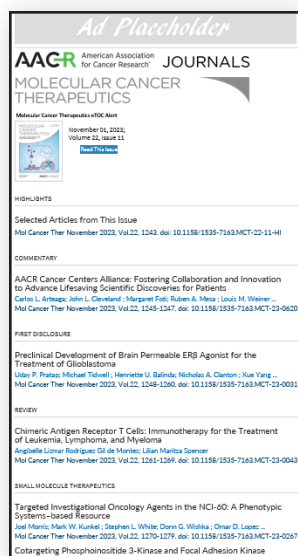 Ad Placeholder
AACR American Association
for Cancer Research® JOURNALS
MOLECULAR CANCER
THERAPEUTICS
Molecular Cancer Therapeutics eTOC Alert
MOLECULAR
CANCER
THERAPEUTICS
November 01, 2023;
Volume 22, Issue 11
Read This Issue
HIGHLIGHTS
Selected Articles from This Issue
Mol Cancer Ther November 2023, Vol.22, 1243. doi: 10.1158/1535-7163.MCT-22-11-HI
COMMENTARY
AACR Cancer Centers Alliance: Fostering Collaboration and Innovation
to Advance Lifesaving Scientific Discoveries for Patients
Carlos L. Arteaga; John L. Cleveland ; Margaret Foti; Ruben A. Mesa ; Louis M. Weiner ...
Mol Cancer Ther November 2023, Vol.22, 1245-1247. doi: 10.1158/1535-7163.MCT-23-0620
FIRST DISCLOSURE
Preclinical Development of Brain Permeable ERβ Agonist for the
Treatment of Glioblastoma
Uday P. Pratap; Michael Tidwell ; Henriette U. Balinda; Nicholas A. Clanton ; Xue Yang ...
Mol Cancer Ther November 2023, Vol.22, 1248-1260. doi: 10.1158/1535-7163.MCT-23-0031
REVIEW
Chimeric Antigen Receptor T Cells: Immunotherapy for the Treatment
of Leukemia, Lymphoma, and Myeloma
Angibelle Lizmar Rodriguez Gil de Montes; Lilian Maritza Spencer
Mol Cancer Ther November 2023, Vol.22, 1261-1269. doi: 10.1158/1535-7163.MCT-23-0043
SMALL MOLECULE THERAPEUTICS
Targeted Investigational Oncology Agents in the NCI-60: A Phenotypic
Systems–based Resource
Joel Morris; Mark W. Kunkel ; Stephen L. White; Donn G. Wishka ; Omar D. Lopez ...
Mol Cancer Ther November 2023, Vol.22, 1270-1279. doi: 10.1158/1535-7163.MCT-23-0267
Cotargeting Phosphoinositide 3-Kinase and Focal Adhesion Kinase